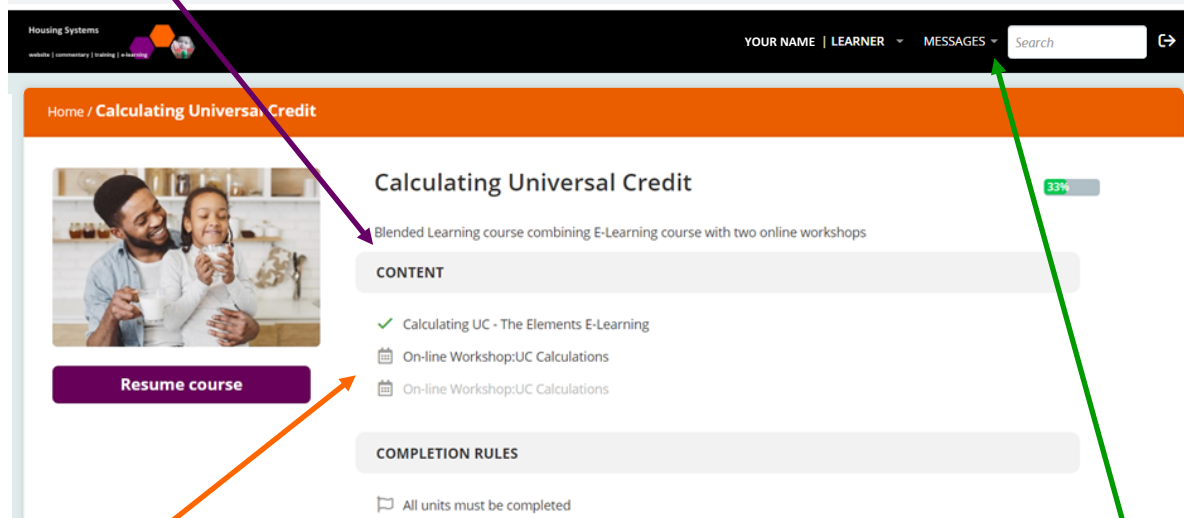 Housing Systems
website | commentary | training | e-learning
YOUR NAME | LEARNER
MESSAGES
Search
Home / Calculating Universal Credit
Calculating Universal Credit
33%
Blended Learning course combining E-Learning course with two online workshops
CONTENT
Calculating UC - The Elements E-Learning
On-line Workshop:UC Calculations
Resume course
On-line Workshop:UC Calculations
COMPLETION RULES
All units must be completed